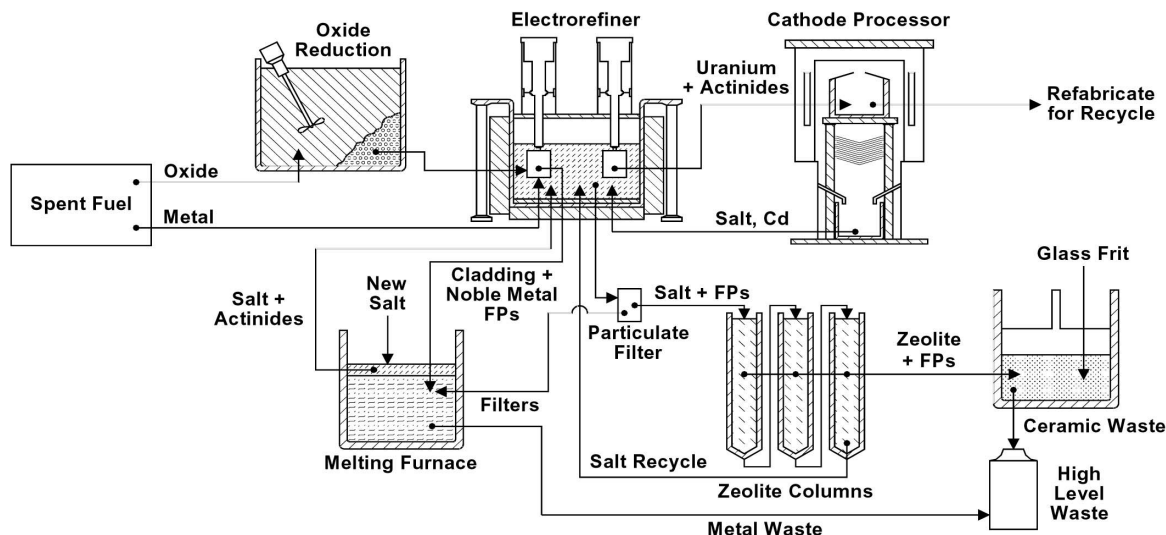 Electrorefiner
Cathode Processor
Oxide
Reduction
Uranium
+ Actinides
Refabricate
for Recycle
Oxide
Spent Fuel
Metal
Salt, Cd
Glass Frit
New
Salt
Cladding +
Noble Metal
FPs
Salt +
Actinides
Salt + FPs
Particulate
Filter
Zeolite
+ FPs
Filters
Ceramic Waste
Melting Furnace
Salt Recycle
Zeolite Columns
High
Level
Waste
Metal Waste